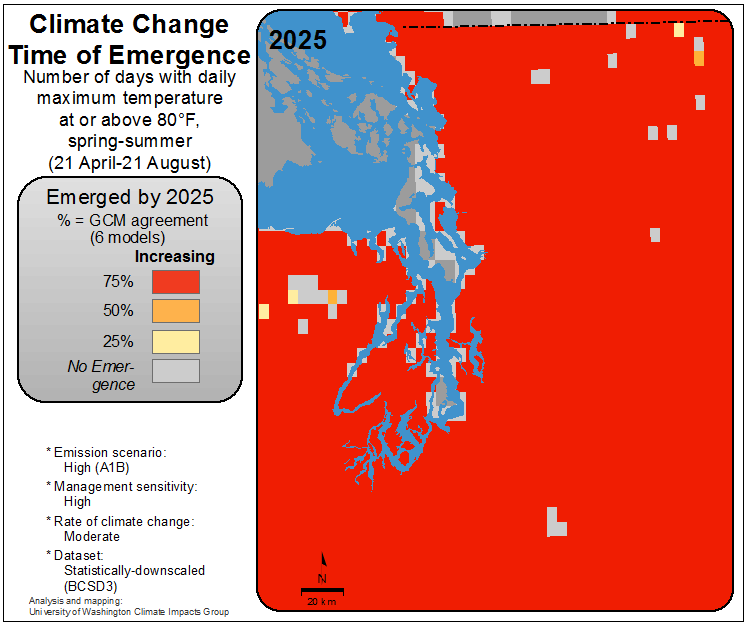 Climate Change
Time of Emergence
Number of days with daily
maximum temperature
at or above 80°F,
spring-summer
(21 April-21 August)
Emerged by 2025
% = GCM agreement
(6 models)
Increasing
75%
50%
25%
No Emer-
gence
* Emission scenario:
High (A1B)
* Management sensitivity:
High
* Rate of climate change:
Moderate
* Dataset:
Statistically-downscaled
(BCSD3)
Analysis and mapping:
University of Washington Climate Impacts Group
2025
N
20 km